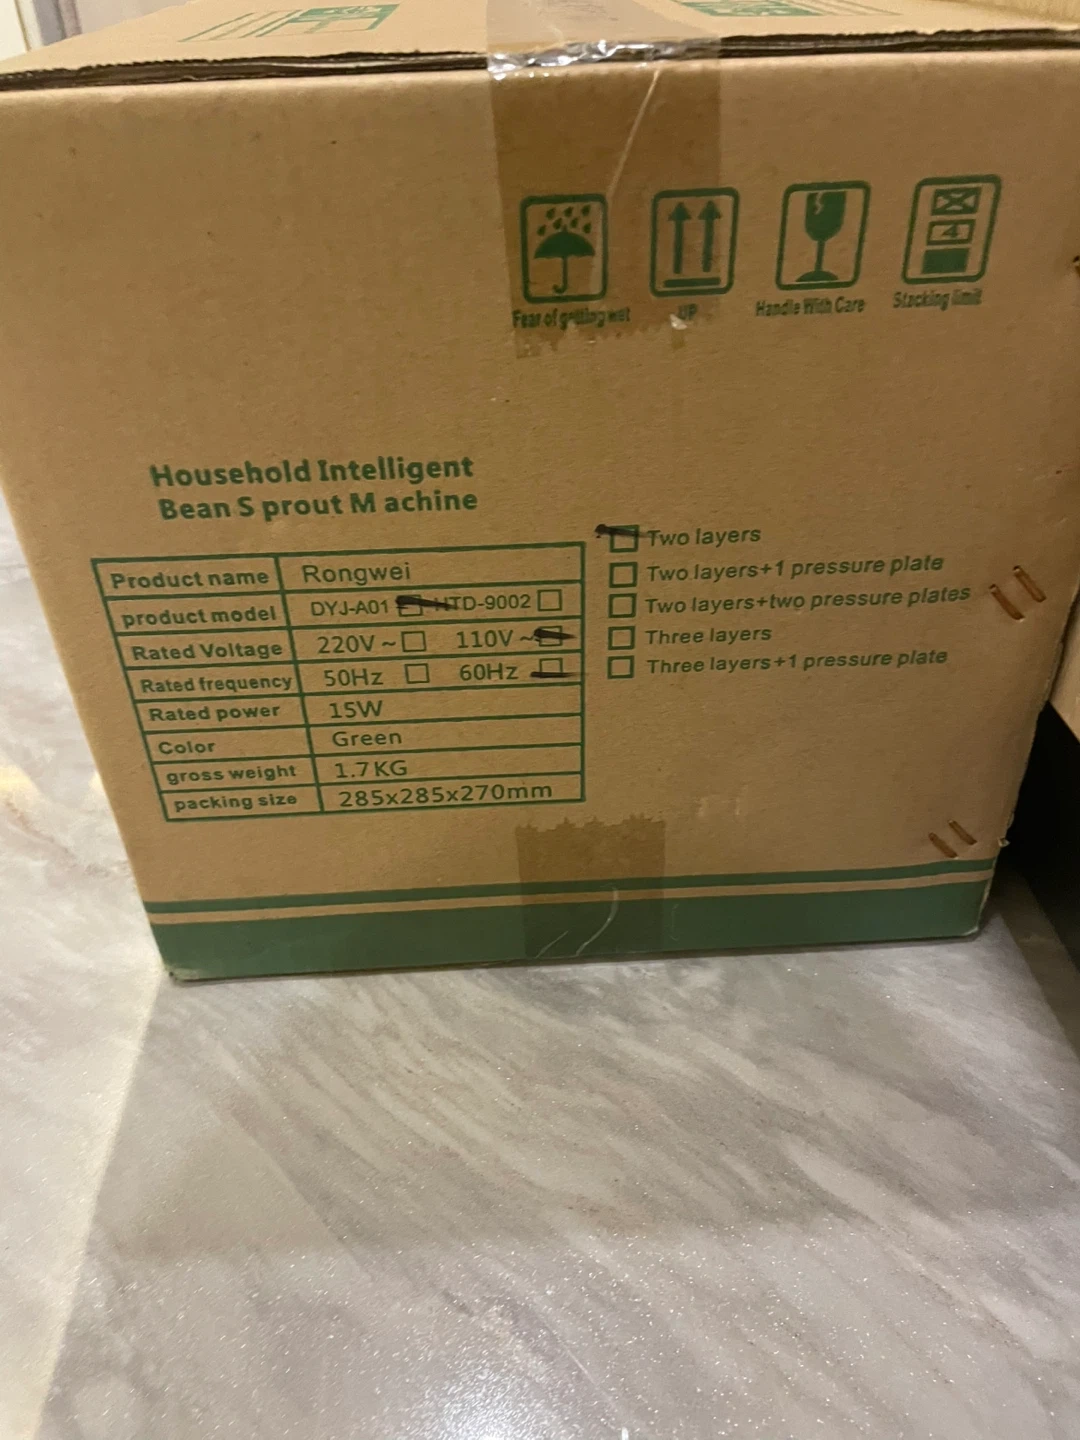 Fear of getting wet
UP
Handle With Care
Stacking limit
4
Household Intelligent
Bean S prout M achine
Product name Rongwei
product model DYJ-A01 HTD-9002
Rated Voltage 220V~ 110V~
Rated frequency 50Hz 60Hz
Rated power 15W
Color Green
gross weight 1.7KG
packing size 285x285x270mm
Two layers
Two layers+1 pressure plate
Two layers+two pressure plates
Three layers
Three layers+1 pressure plate